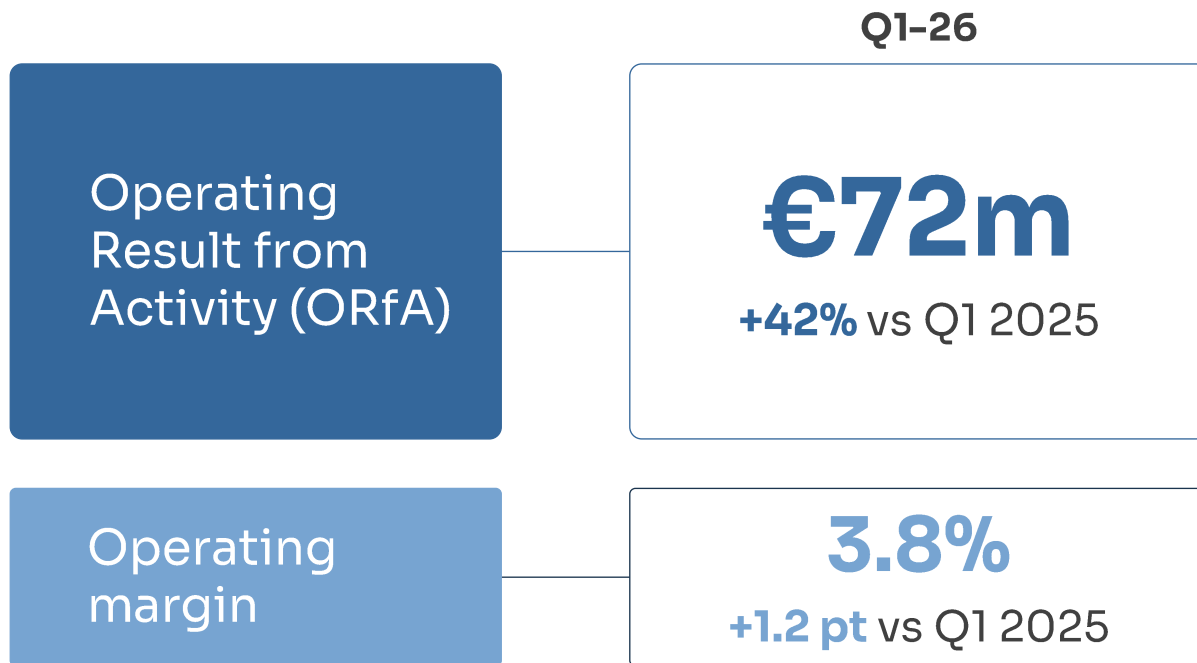 Q1-26
Operating
Result from
Activity (ORfA)
€72m
+42% vs Q1 2025
Operating
margin
3.8%
+1.2 pt vs Q1 2025